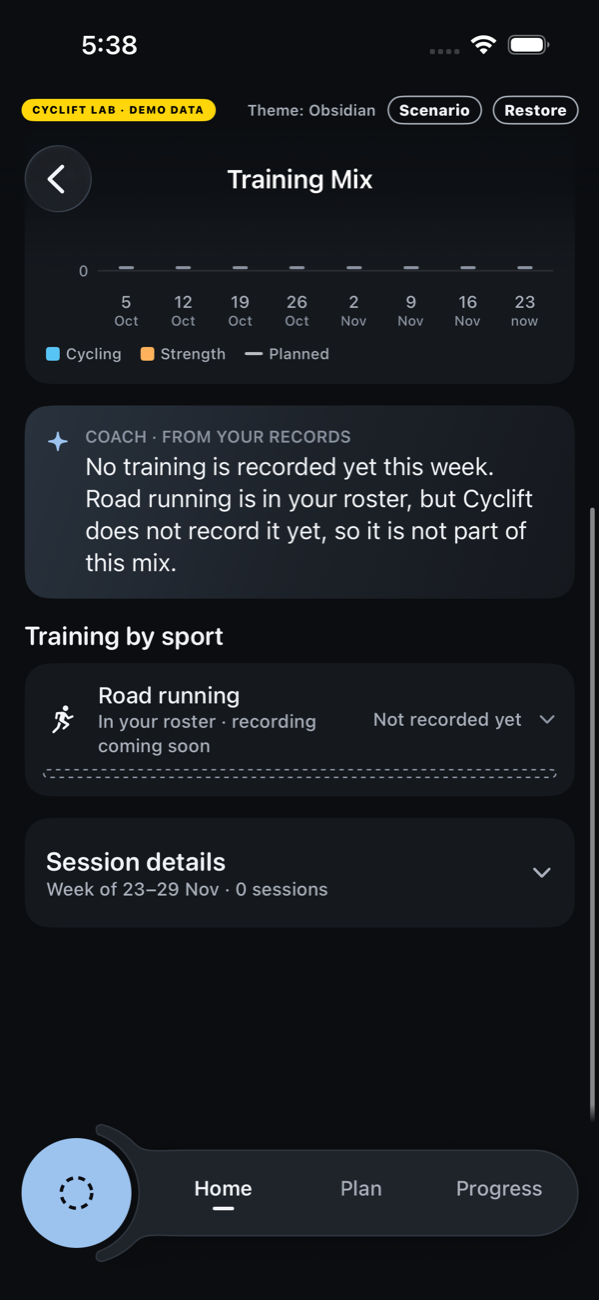 5:38
CYCLIFT LAB · DEMO DATA
Theme: Obsidian
Scenario
Restore
Training Mix
0
5 12 19 26 2 9 16 23
Oct Oct Oct Oct Nov Nov Nov now
Cycling Strength Planned
COACH · FROM YOUR RECORDS
No training is recorded yet this week.
Road running is in your roster, but Cyclift
does not record it yet, so it is not part of
this mix.
Training by sport
Road running
In your roster · recording
coming soon
Not recorded yet
Session details
Week of 23–29 Nov · 0 sessions
Home Plan Progress